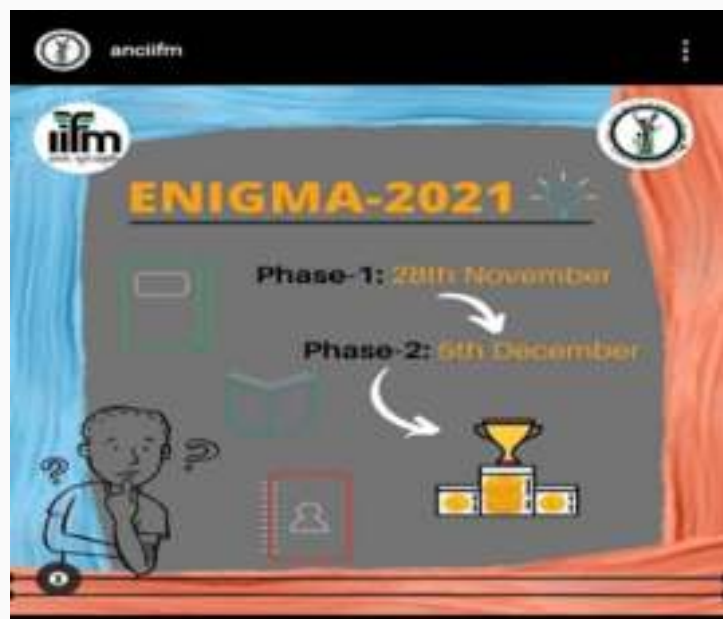 anciifm
iifm
ENIGMA-2021
Phase-1: 28th November
Phase-2: 5th December